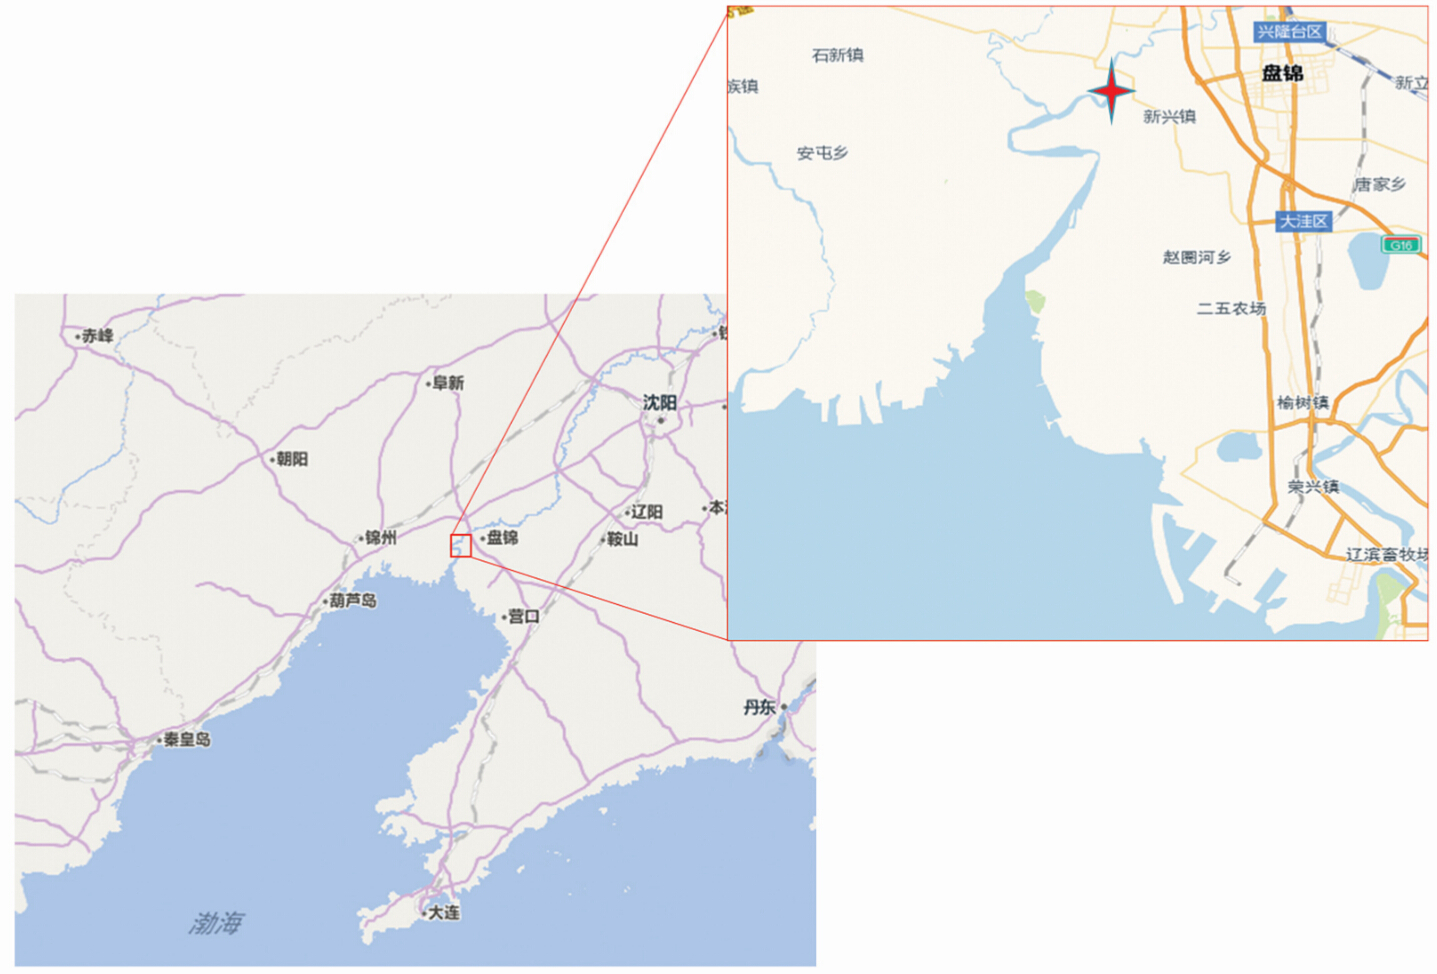 兴隆台区
石新镇
盘锦
新立
族镇
新兴镇
安屯乡
唐家乡
大洼区
G16
赵圈河乡
二五农场
榆树镇
荣兴镇
辽滨畜牧场
赤峰
阜新
沈阳
朝阳
辽阳
本
锦州
盘锦
鞍山
葫芦岛
营口
丹东
秦皇岛
大连
渤海